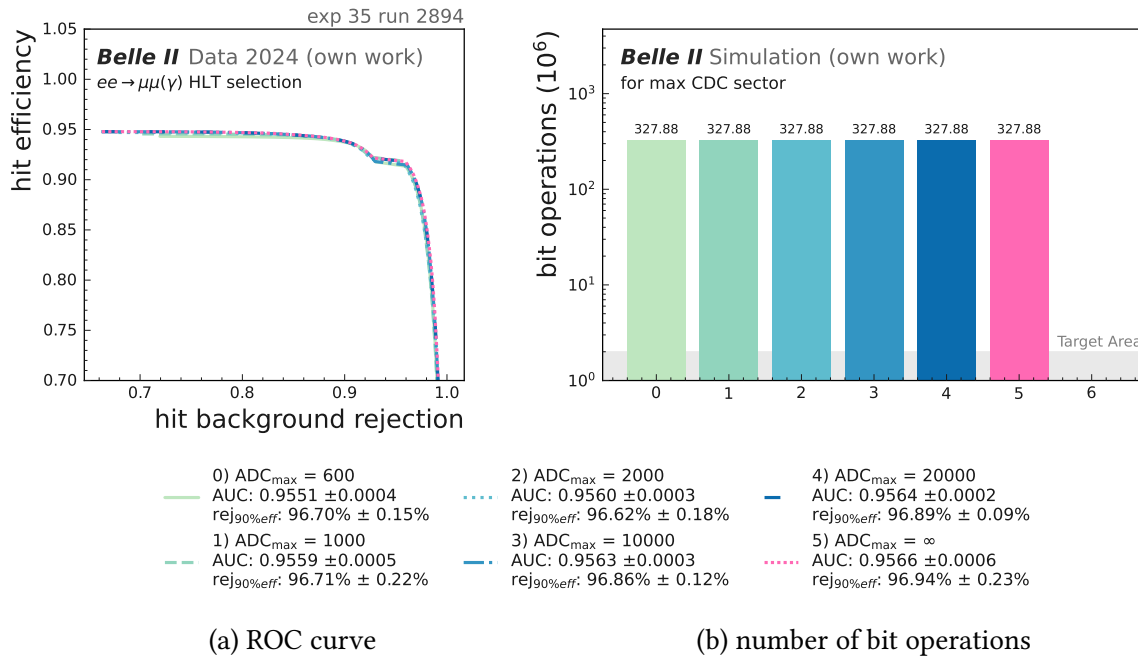 exp 35 run 2894
1.05
1.00
0.95
0.90
0.85
0.80
0.75
0.70
hit efficiency
Belle II Data 2024 (own work)
ee→μμ(γ) HLT selection
0.7
0.8
0.9
1.0
hit background rejection
bit operations (10⁶)
10³
10²
10¹
10⁰
Belle II Simulation (own work)
for max CDC sector
327.88
327.88
327.88
327.88
327.88
327.88
Target Area
0
1
2
3
4
5
6
0) ADCₘₐₓ = 600
AUC: 0.9551 ±0.0004
rej90%eff: 96.70% ± 0.15%
1) ADCₘₐₓ = 1000
AUC: 0.9559 ±0.0005
rej90%eff: 96.71% ± 0.22%
2) ADCₘₐₓ = 2000
AUC: 0.9560 ±0.0003
rej90%eff: 96.62% ± 0.18%
3) ADCₘₐₓ = 10000
AUC: 0.9563 ±0.0003
rej90%eff: 96.86% ± 0.12%
4) ADCₘₐₓ = 20000
AUC: 0.9564 ±0.0002
rej90%eff: 96.89% ± 0.09%
5) ADCₘₐₓ = ∞
AUC: 0.9566 ±0.0006
rej90%eff: 96.94% ± 0.23%
(a) ROC curve
(b) number of bit operations